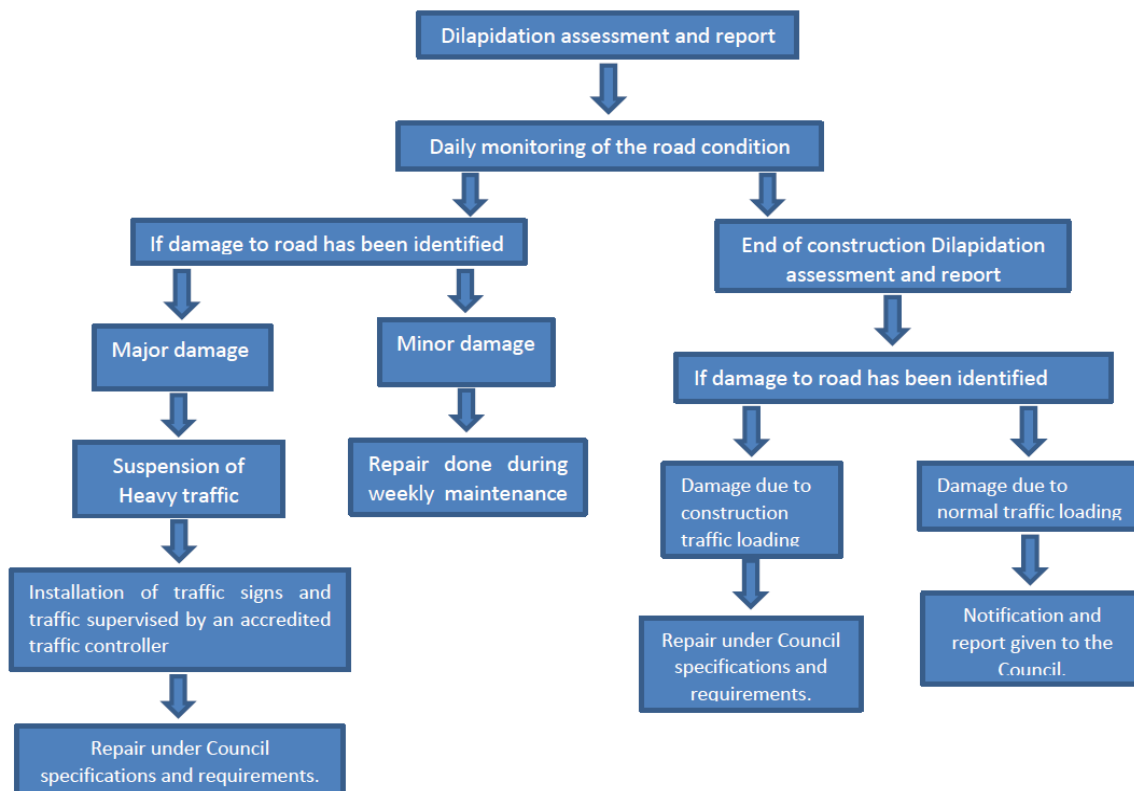 Dilapidation assessment and report
Daily monitoring of the road condition
If damage to road has been identified
End of construction Dilapidation
assessment and report
Major damage
Minor damage
If damage to road has been identified
Suspension of
Heavy traffic
Repair done during
weekly maintenance
Damage due to
construction
traffic loading
Damage due to
normal traffic loading
Installation of traffic signs and
traffic supervised by an accredited
traffic controller
Repair under Council
specifications and
requirements.
Notification and
report given to the
Council.
Repair under Council
specifications and requirements.